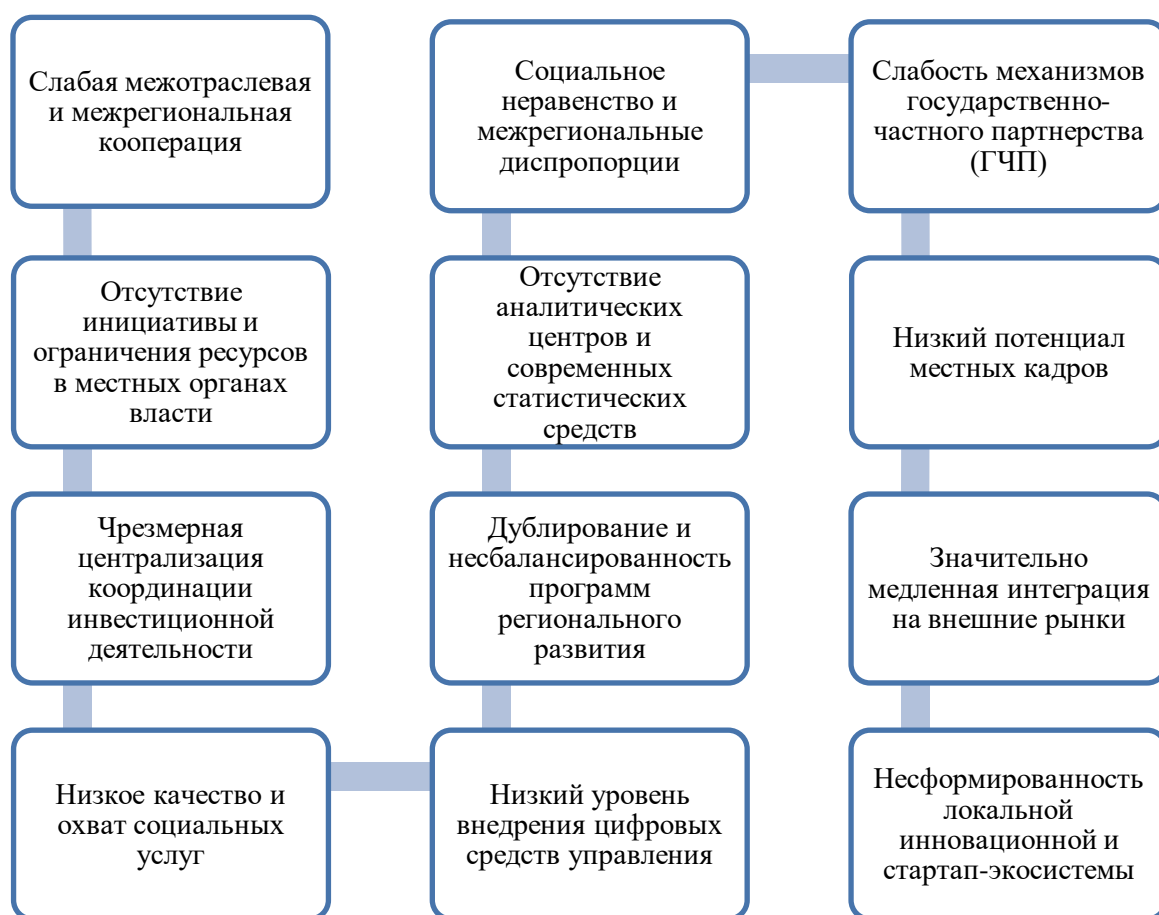 Слабая межотраслевая
и межрегиональная
кооперация
Отсутствие
инициативы и
ограничения ресурсов
в местных органах
власти
Чрезмерная
централизация
координации
инвестиционной
деятельности
Низкое качество и
охват социальных
услуг
Низкий уровень
внедрения цифровых
средств управления
Дублирование и
несбалансированность
программ
регионального
развития
Отсутствие
аналитических
центров и
современных
статистических
средств
Социальное
неравенство и
межрегиональные
диспропорции
Слабость механизмов
государственно-
частного партнерства
(ГЧП)
Низкий потенциал
местных кадров
Значительно
медленная интеграция
на внешние рынки
Несформированность
локальной
инновационной и
стартап-экосистемы